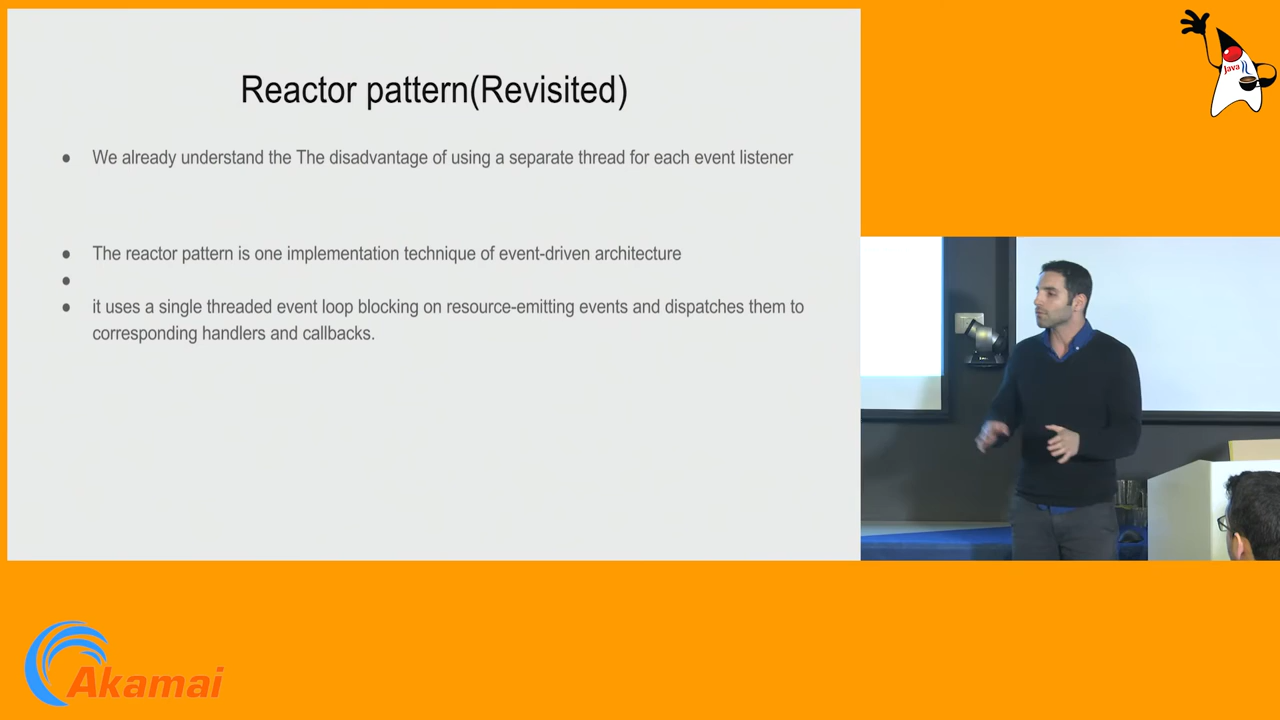 Reactor pattern(Revisited)
● We already understand the The disadvantage of using a separate thread for each event listener
● The reactor pattern is one implementation technique of event-driven architecture
●
● it uses a single threaded event loop blocking on resource-emitting events and dispatches them to
corresponding handlers and callbacks.
Java
Akamai